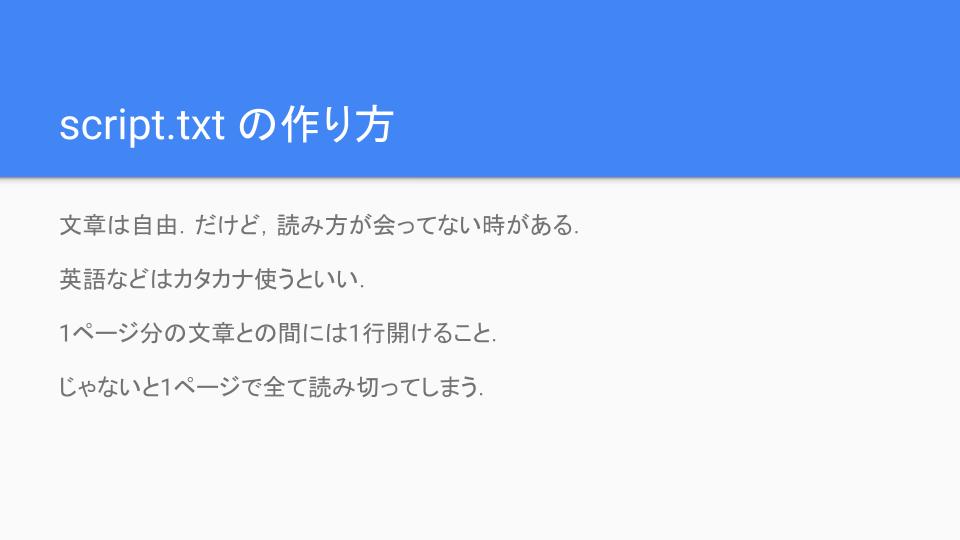 script.txt の作り方
文章は自由．だけど，読み方が会ってない時がある．
英語などはカタカナ使うといい．
1ページ分の文章との間には1行開けること．
じゃないと1ページで全て読み切ってしまう．